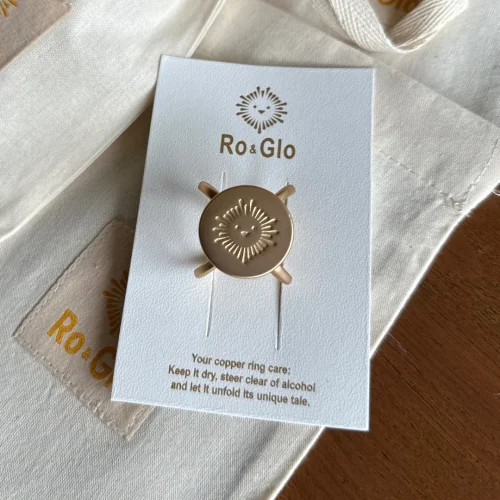 Ro & Glo
Your copper ring care:
Keep it dry, steer clear of alcohol
and let it unfold its unique tale.
Ro & Glo